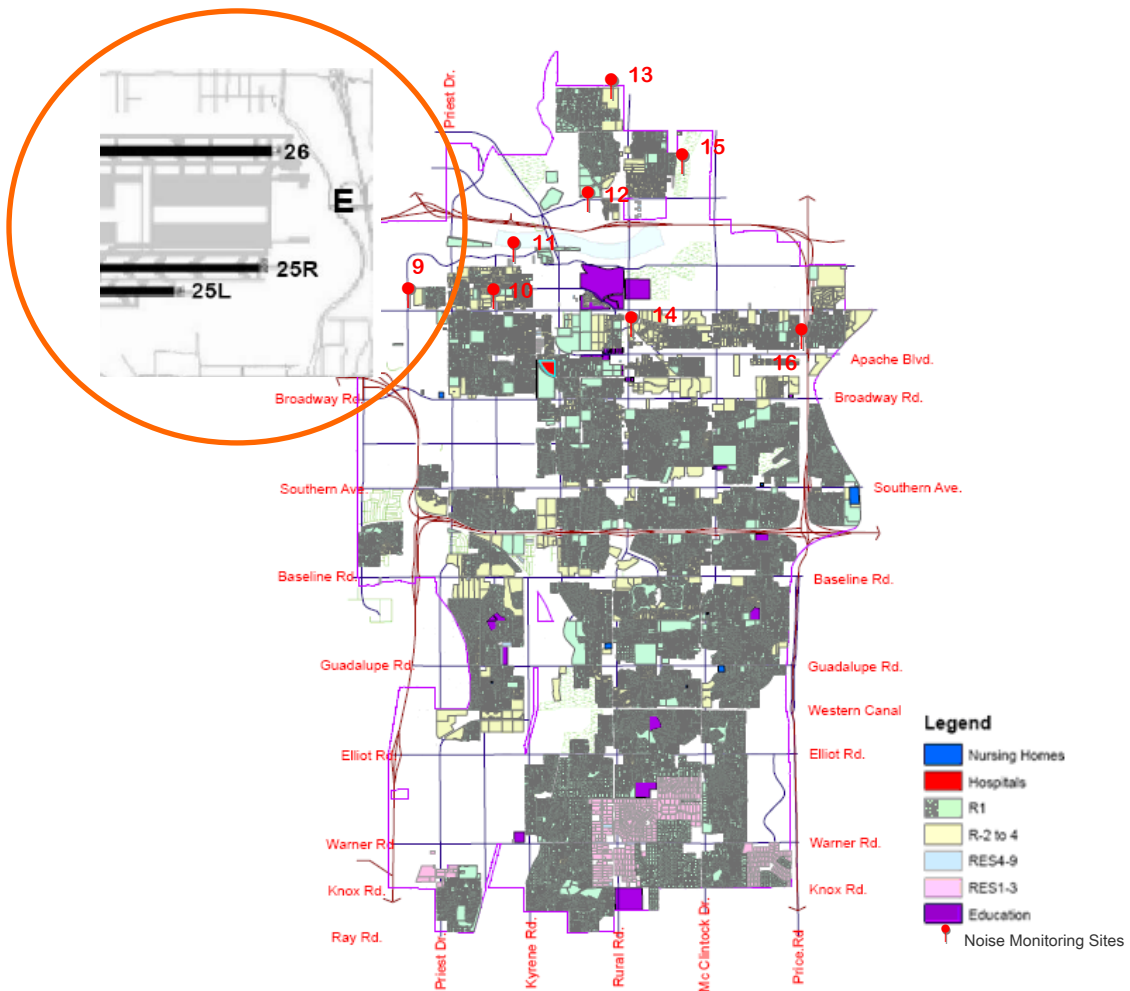 Priest Dr.
13
26
15
E
12
11
25R
9
25L
10
14
16
Apache Blvd.
Broadway Rd.
Broadway Rd.
Southern Ave.
Southern Ave.
Baseline Rd.
Baseline Rd.
Guadalupe Rd.
Guadalupe Rd.
Western Canal
Elliot Rd
Elliot Rd.
Warner Rd
Warner Rd.
Knox Rd.
Knox Rd.
Ray Rd.
Priest Dr.
Kyrene Rd.
Rural Rd.
Mc Clintock Dr.
Price.Rd
Legend
Nursing Homes
Hospitals
R1
R-2 to 4
RES4-9
RES1-3
Education
Noise Monitoring Sites